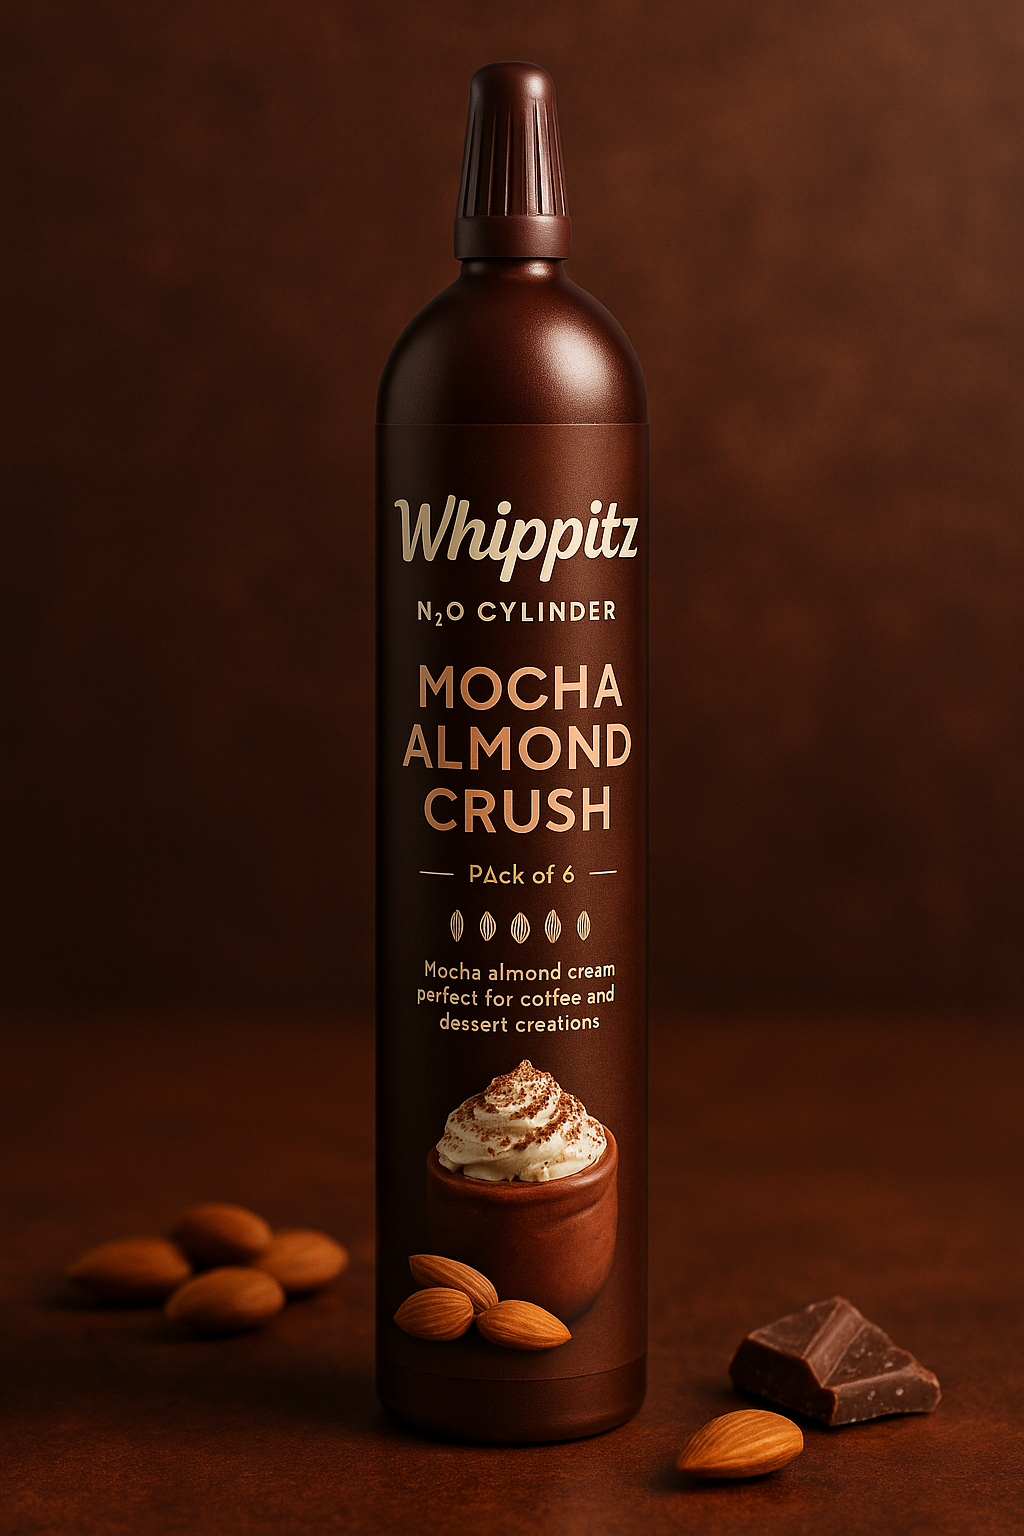 Whippitz
N₂O CYLINDER
MOCHA
ALMOND
CRUSH
PAck of 6
Mocha almond cream
perfect for coffee and
dessert creations